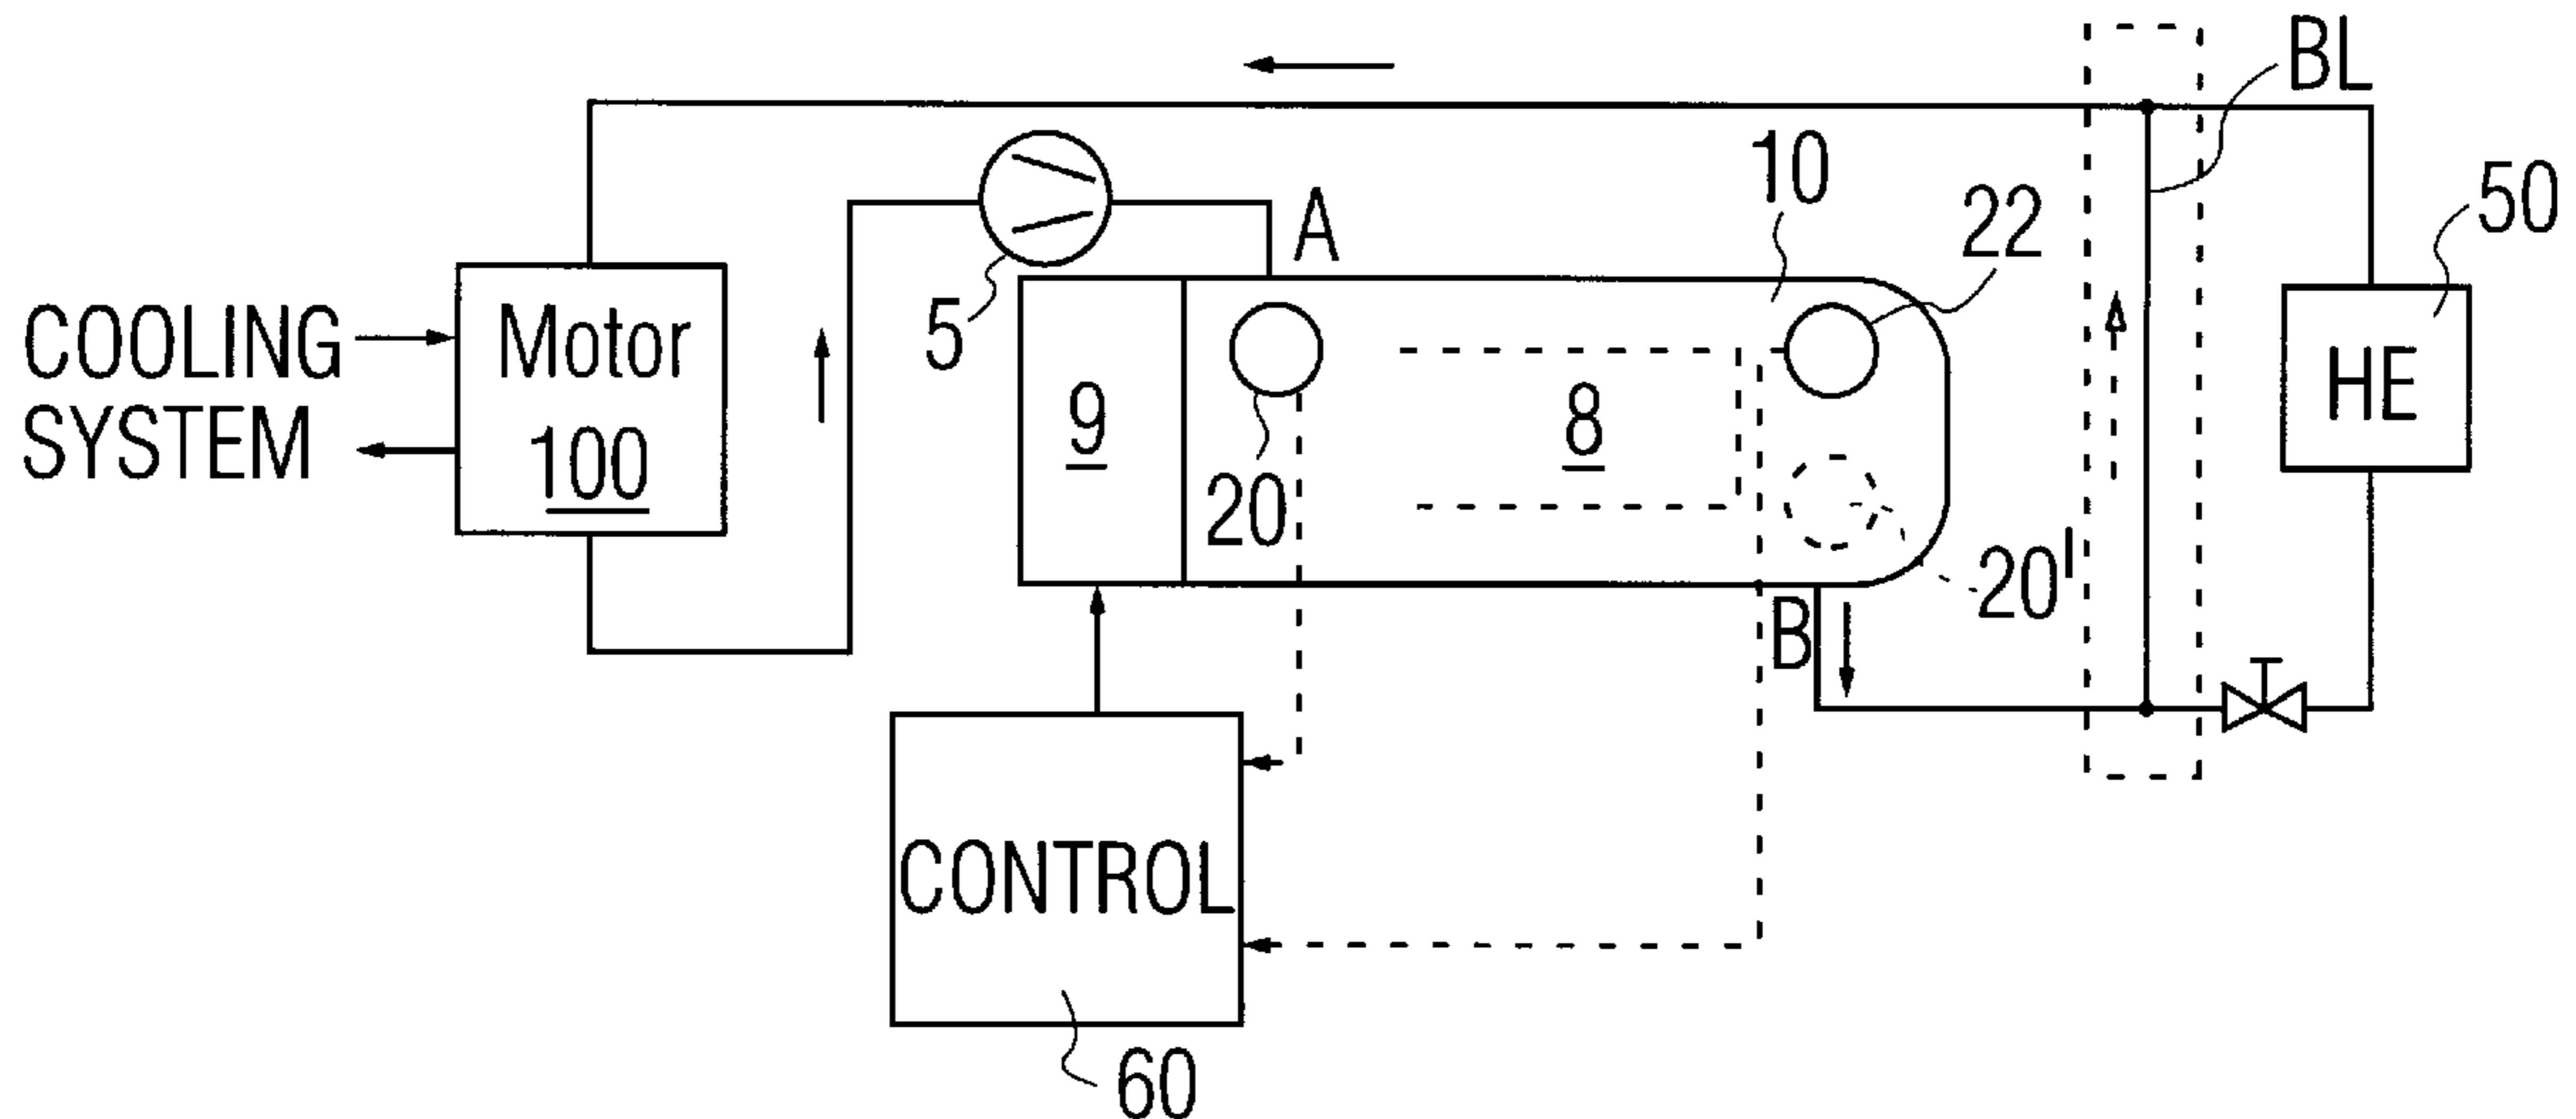 BL
10
A
22
50
5
COOLING
SYSTEM
Motor
100
9
8
HE
20
20'
B
CONTROL
60